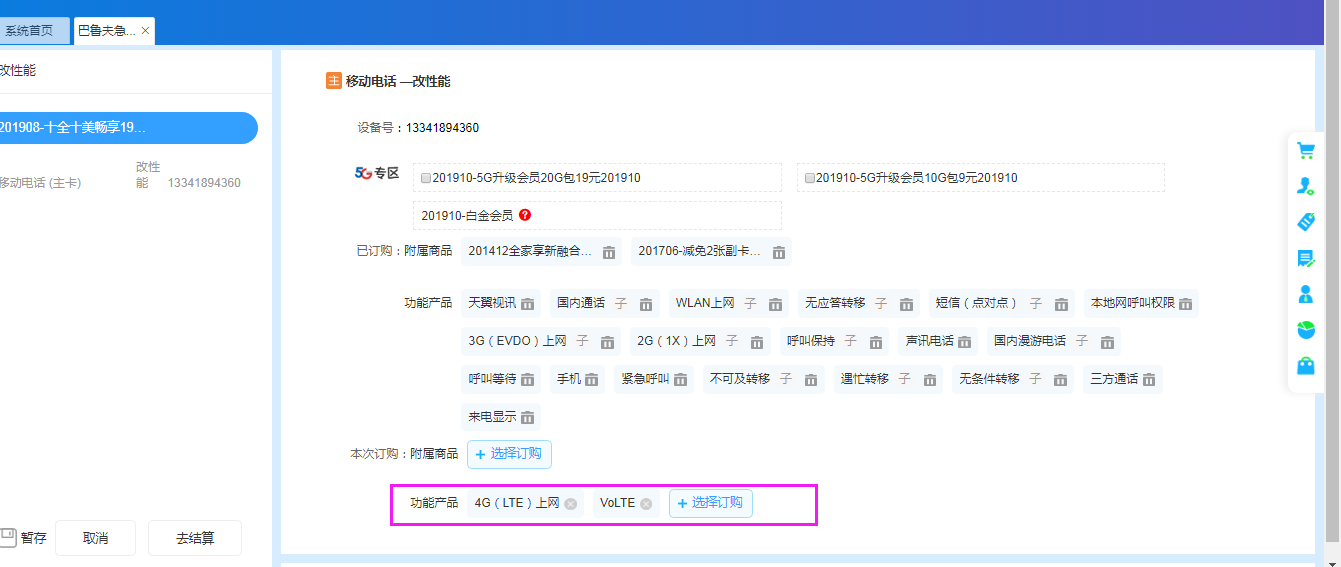 系统首页 巴鲁夫急... ×
改性能
201908-十全十美畅享19...
移动电话 (主卡) 改性能 13341894360
暂存 取消 去结算
主 移动电话 —改性能
设备号：13341894360
5G专区 201910-5G升级会员20G包19元201910 201910-5G升级会员10G包9元201910
201910-白金会员 ?
已订购：附属商品 201412全家享新融合... 201706-减免2张副卡...
功能产品 天翼视讯 国内通话 子 WLAN上网 子 无应答转移 子 短信（点对点） 子 本地网呼叫权限
3G（EVDO）上网 子 2G（1X）上网 子 呼叫保持 子 声讯电话 国内漫游电话 子
呼叫等待 手机 紧急呼叫 不可及转移 子 遇忙转移 子 无条件转移 子 三方通话
来电显示
本次订购：附属商品 + 选择订购
功能产品 4G（LTE）上网 VoLTE + 选择订购